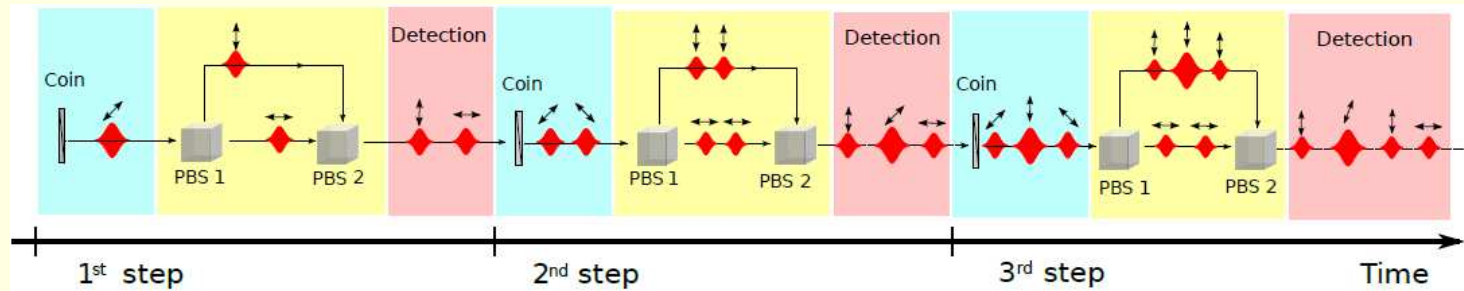 Coin
PBS 1
PBS 2
Detection
Coin
PBS 1
PBS 2
Detection
Coin
PBS 1
PBS 2
Detection
1st step
2nd step
3rd step
Time